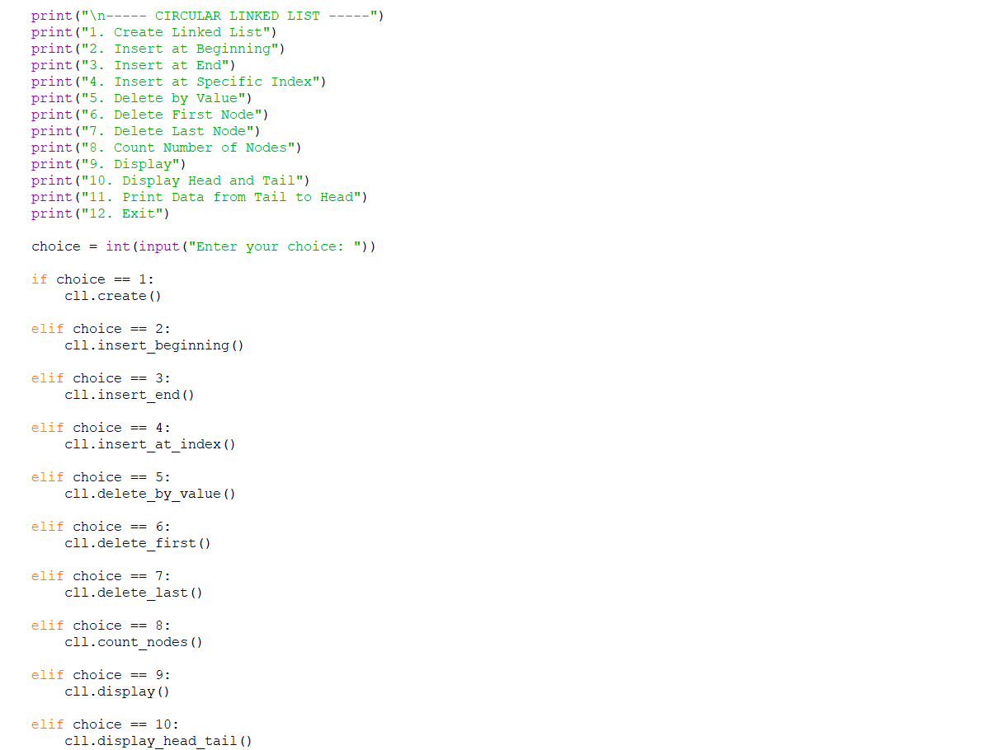 print("\n----- CIRCULAR LINKED LIST -----")
print("1. Create Linked List")
print("2. Insert at Beginning")
print("3. Insert at End")
print("4. Insert at Specific Index")
print("5. Delete by Value")
print("6. Delete First Node")
print("7. Delete Last Node")
print("8. Count Number of Nodes")
print("9. Display")
print("10. Display Head and Tail")
print("11. Print Data from Tail to Head")
print("12. Exit")

choice = int(input("Enter your choice: "))

if choice == 1:
    cll.create()

elif choice == 2:
    cll.insert_beginning()

elif choice == 3:
    cll.insert_end()

elif choice == 4:
    cll.insert_at_index()

elif choice == 5:
    cll.delete_by_value()

elif choice == 6:
    cll.delete_first()

elif choice == 7:
    cll.delete_last()

elif choice == 8:
    cll.count_nodes()

elif choice == 9:
    cll.display()

elif choice == 10:
    cll.display_head_tail()